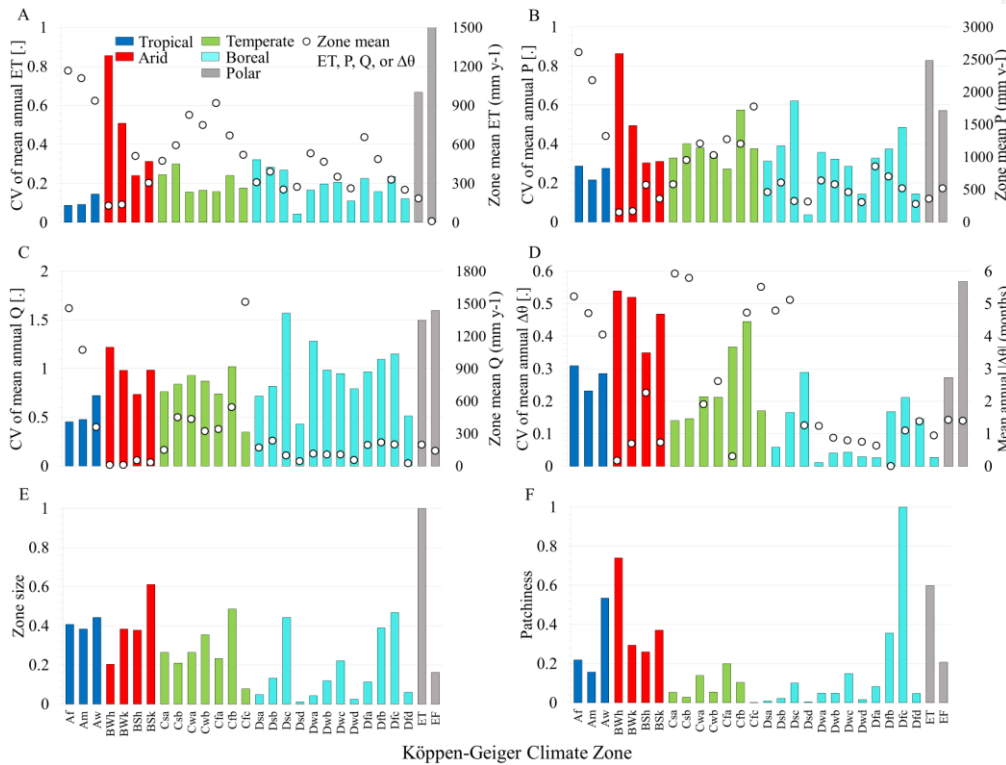 A
B
CV of mean annual ET [.]
1
0.8
0.6
0.4
0.2
0
Tropical
Arid
Temperate
Boreal
Polar
Zone mean
ET, P, Q, or Δθ
1500
1200
900
600
300
0
Zone mean ET (mm y-1)
CV of mean annual P [.]
1
0.8
0.6
0.4
0.2
0
3000
2500
2000
1500
1000
500
0
Zone mean P (mm y-1)
C
D
CV of mean annual Q [.]
2
1.5
1
0.5
0
1800
1500
1200
900
600
300
0
Zone mean Q (mm y-1)
CV of mean annual Δθ [.]
0.6
0.5
0.4
0.3
0.2
0.1
0
6
5
4
3
2
1
0
Mean annual |Δθ| (months)
E
F
Zone size
1
0.8
0.6
0.4
0.2
0
Af
Am
Aw
BWh
BWk
BSh
BSk
Csa
Csb
Cwa
Cwb
Cfa
Cfb
Cfc
Dsa
Dsb
Dsc
Dsd
Dwa
Dwb
Dwc
Dwd
Dfa
Dfb
Dfc
Dfd
ET
EF
Patchiness
1
0.8
0.6
0.4
0.2
0
Af
Am
Aw
BWh
BWk
BSh
BSk
Csa
Csb
Cwa
Cwb
Cfa
Cfb
Cfc
Dsa
Dsb
Dsc
Dsd
Dwa
Dwb
Dwc
Dwd
Dfa
Dfb
Dfc
Dfd
ET
EF
Köppen-Geiger Climate Zone